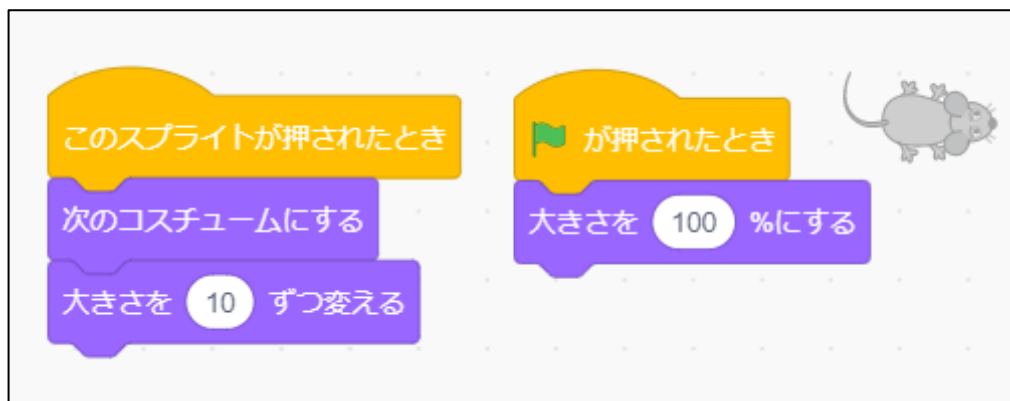 このスプライトが押されたとき
次のコスチュームにする
大きさを 10 ずつ変える
が押されたとき
大きさを 100 %にする